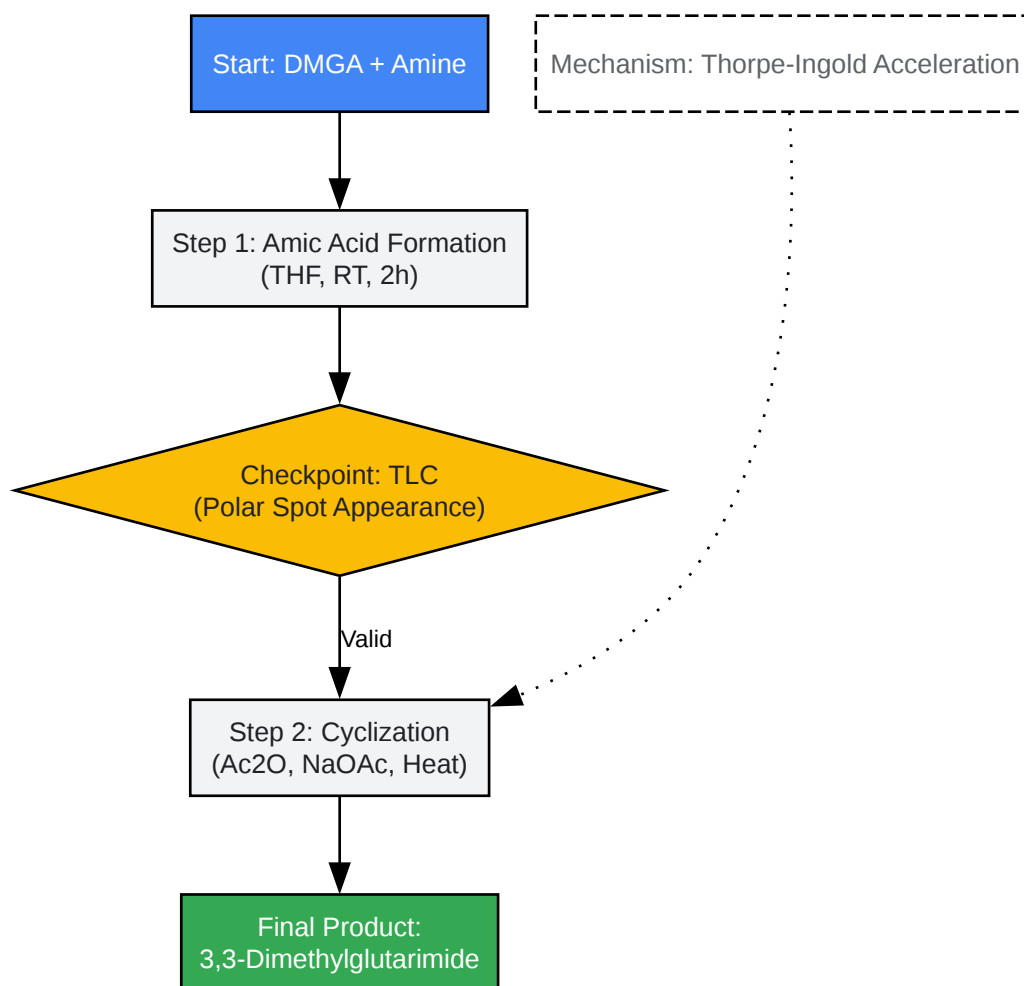 Start: DMGA + Amine
Mechanism: Thorpe-Ingold Acceleration
Step 1: Amic Acid Formation
(THF, RT, 2h)
Checkpoint: TLC
(Polar Spot Appearance)
Valid
Step 2: Cyclization
(Ac2O, NaOAc, Heat)
Final Product:
3,3-Dimethylglutarimide